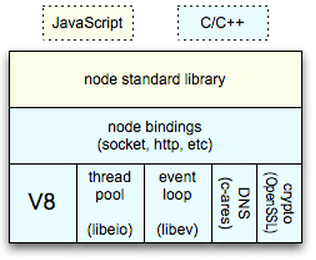 JavaScript
C/C++
node standard library
node bindings
(socket, http, etc)
V8
thread
pool
(libeio)
event
loop
(libev)
DNS
(c-ares)
crypto
(OpenSSL)